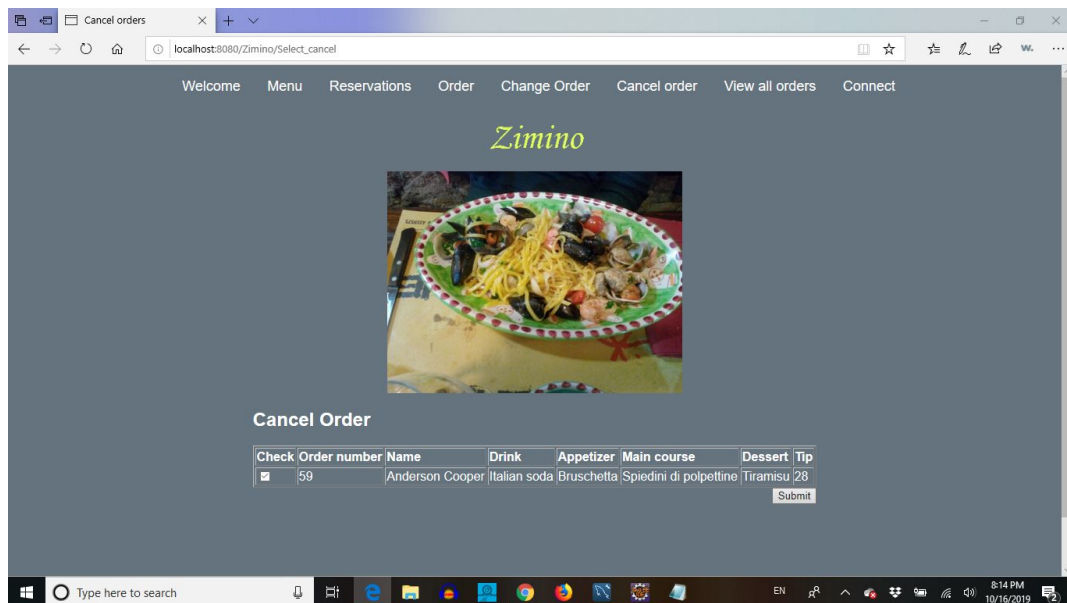 Cancel orders
localhost:8080/Zimino/Select_cancel
W.
Welcome Menu Reservations Order Change Order Cancel order View all orders Connect
Zimino
Cancel Order
Check Order number Name Drink Appetizer Main course Dessert Tip
59 Anderson Cooper Italian soda Bruschetta Spiedini di polpettine Tiramisu 28
Submit
Type here to search
EN
8:14 PM
10/16/2019
2